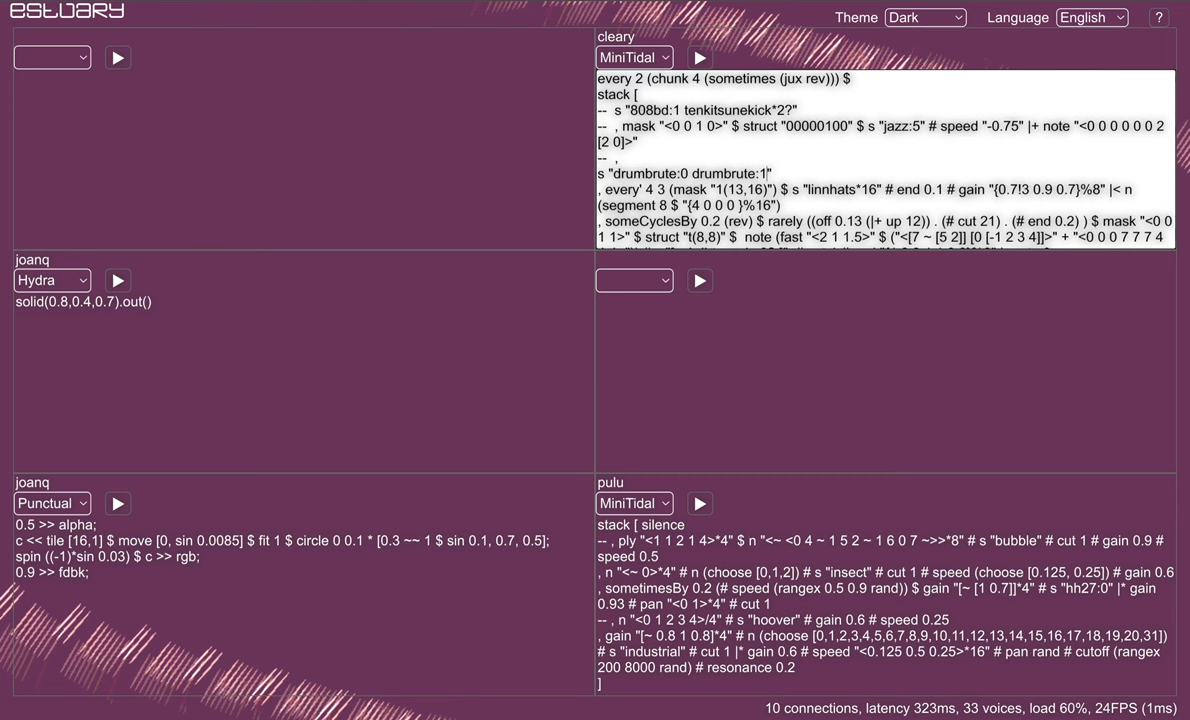 estuary
Theme Dark Language English ?
cleary
MiniTidal
every 2 (chunk 4 (sometimes (jux rev))) $
stack [
-- s "808bd:1 tenkitsunekick*2?"
-- , mask "<0 0 1 0>" $ struct "00000100" $ s "jazz:5" # speed "-0.75" |+ note "<0 0 0 0 0 0 2
[2 0]>"
-- ,
s "drumbrute:0 drumbrute:1"
, every' 4 3 (mask "1(13,16)") $ s "linnhats*16" # end 0.1 # gain "{0.7!3 0.9 0.7}%8" |< n
(segment 8 $ "{4 0 0 0 }%16")
, someCyclesBy 0.2 (rev) $ rarely ((off 0.13 (|+ up 12)) . (# cut 21) . (# end 0.2) ) $ mask "<0 0
1 1>" $ struct "t(8,8)" $ note (fast "<2 1 1.5>" $ ("<[7 ~ [5 2]] [0 [-1 2 3 4]]>" + "<0 0 0 7 7 7 4
joanq
Hydra
solid(0.8,0.4,0.7).out()
joanq
Punctual
0.5 >> alpha;
c << tile [16,1] $ move [0, sin 0.0085] $ fit 1 $ circle 0 0.1 * [0.3 ~~ 1 $ sin 0.1, 0.7, 0.5];
spin ((-1)*sin 0.03) $ c >> rgb;
0.9 >> fdbk;
pulu
MiniTidal
stack [ silence
-- , ply "<1 1 2 1 4>*4" $ n "<~ <0 4 ~ 1 5 2 ~ 1 6 0 7 ~>>*8" # s "bubble" # cut 1 # gain 0.9 #
speed 0.5
, n "<~ 0>*4" # n (choose [0,1,2]) # s "insect" # cut 1 # speed (choose [0.125, 0.25]) # gain 0.6
, sometimesBy 0.2 (# speed (rangex 0.5 0.9 rand)) $ gain "[~ [1 0.7]]*4" # s "hh27:0" |* gain
0.93 # pan "<0 1>*4" # cut 1
-- , n "<0 1 2 3 4>/4" # s "hoover" # gain 0.6 # speed 0.25
, gain "[~ 0.8 1 0.8]*4" # n (choose [0,1,2,3,4,5,6,7,8,9,10,11,12,13,14,15,16,17,18,19,20,31])
# s "industrial" # cut 1 |* gain 0.6 # speed "<0.125 0.5 0.25>*16" # pan rand # cutoff (rangex
200 8000 rand) # resonance 0.2
]
10 connections, latency 323ms, 33 voices, load 60%, 24FPS (1ms)